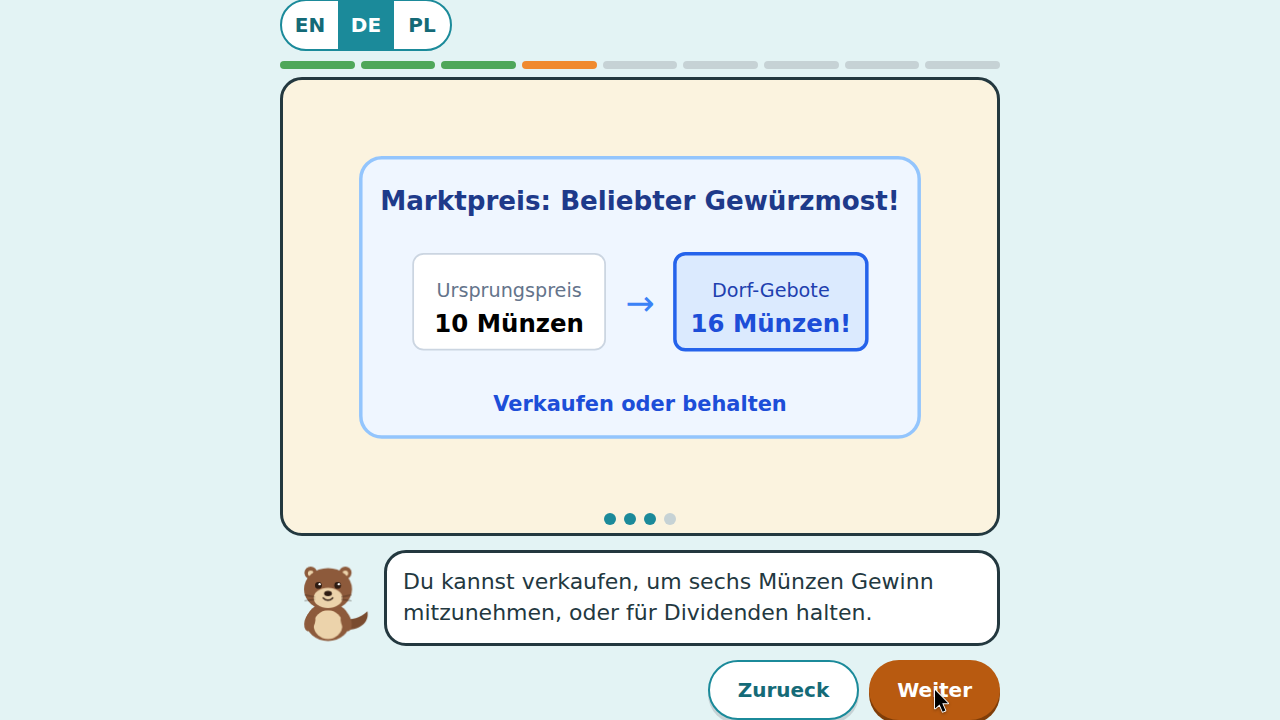 EN DE PL
Marktpreis: Beliebter Gewürzmost!
Ursprungspreis
10 Münzen
→
Dorf-Gebote
16 Münzen!
Verkaufen oder behalten
Du kannst verkaufen, um sechs Münzen Gewinn
mitzunehmen, oder für Dividenden halten.
Zurueck
Weiter